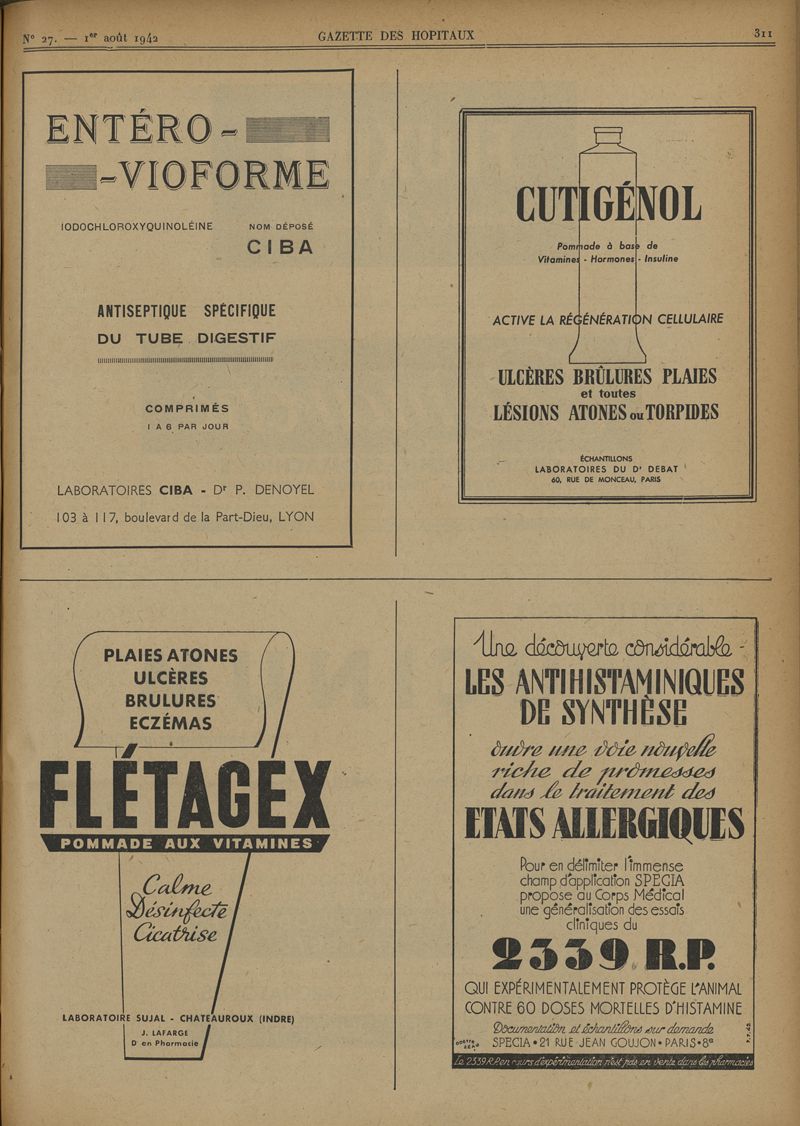 Nº 27. — 1er août 1942
GAZETTE DES HOPITAUX
311
ENTÉRO-
-VIOFORME
IODOCHLOROXYQUINOLÉINE
NOM DÉPOSÉ
CIBA
ANTISEPTIQUE SPÉCIFIQUE
DU TUBE DIGESTIF
COMPRIMÉS
1 A 6 PAR JOUR
LABORATOIRES CIBA - Dr P. DENOYEL
103 à 117, boulevard de la Part-Dieu, LYON
CUTIGÉNOL
Pommade à base de
Vitamines - Hormones - Insuline
ACTIVE LA RÉGÉNÉRATION CELLULAIRE
ULCÈRES BRÛLURES PLAIES
et toutes
LÉSIONS ATONES ou TORPIDES
ÉCHANTILLONS
LABORATOIRES DU Dr DEBAT
60, RUE DE MONCEAU, PARIS
PLAIES ATONES
ULCÈRES
BRULURES
ECZÉMAS
FLÉTAGEX
POMMADE AUX VITAMINES
Calme
Désinfecte
Cicatrise
LABORATOIRE SUJAL - CHATEAUROUX (INDRE)
J. LAFARGE
Dr en Pharmacie
Une découverte considérable -
LES ANTIHISTAMINIQUES
DE SYNTHÈSE
ouvre une voie nouvelle
riche de promesses
dans le traitement des
ETATS ALLERGIQUES
Pour en délimiter l'immense
champ d'application SPECIA
propose au Corps Médical
une généralisation des essais
cliniques du
2339 R.P.
QUI EXPÉRIMENTALEMENT PROTÈGE L'ANIMAL
CONTRE 60 DOSES MORTELLES D'HISTAMINE
Documentation et échantillons sur demande
SPECIA • 21 RUE JEAN GOUJON • PARIS • 8e
Le 2339 R.P. en cours d'expérimentation n'est pas en vente dans les pharmacies